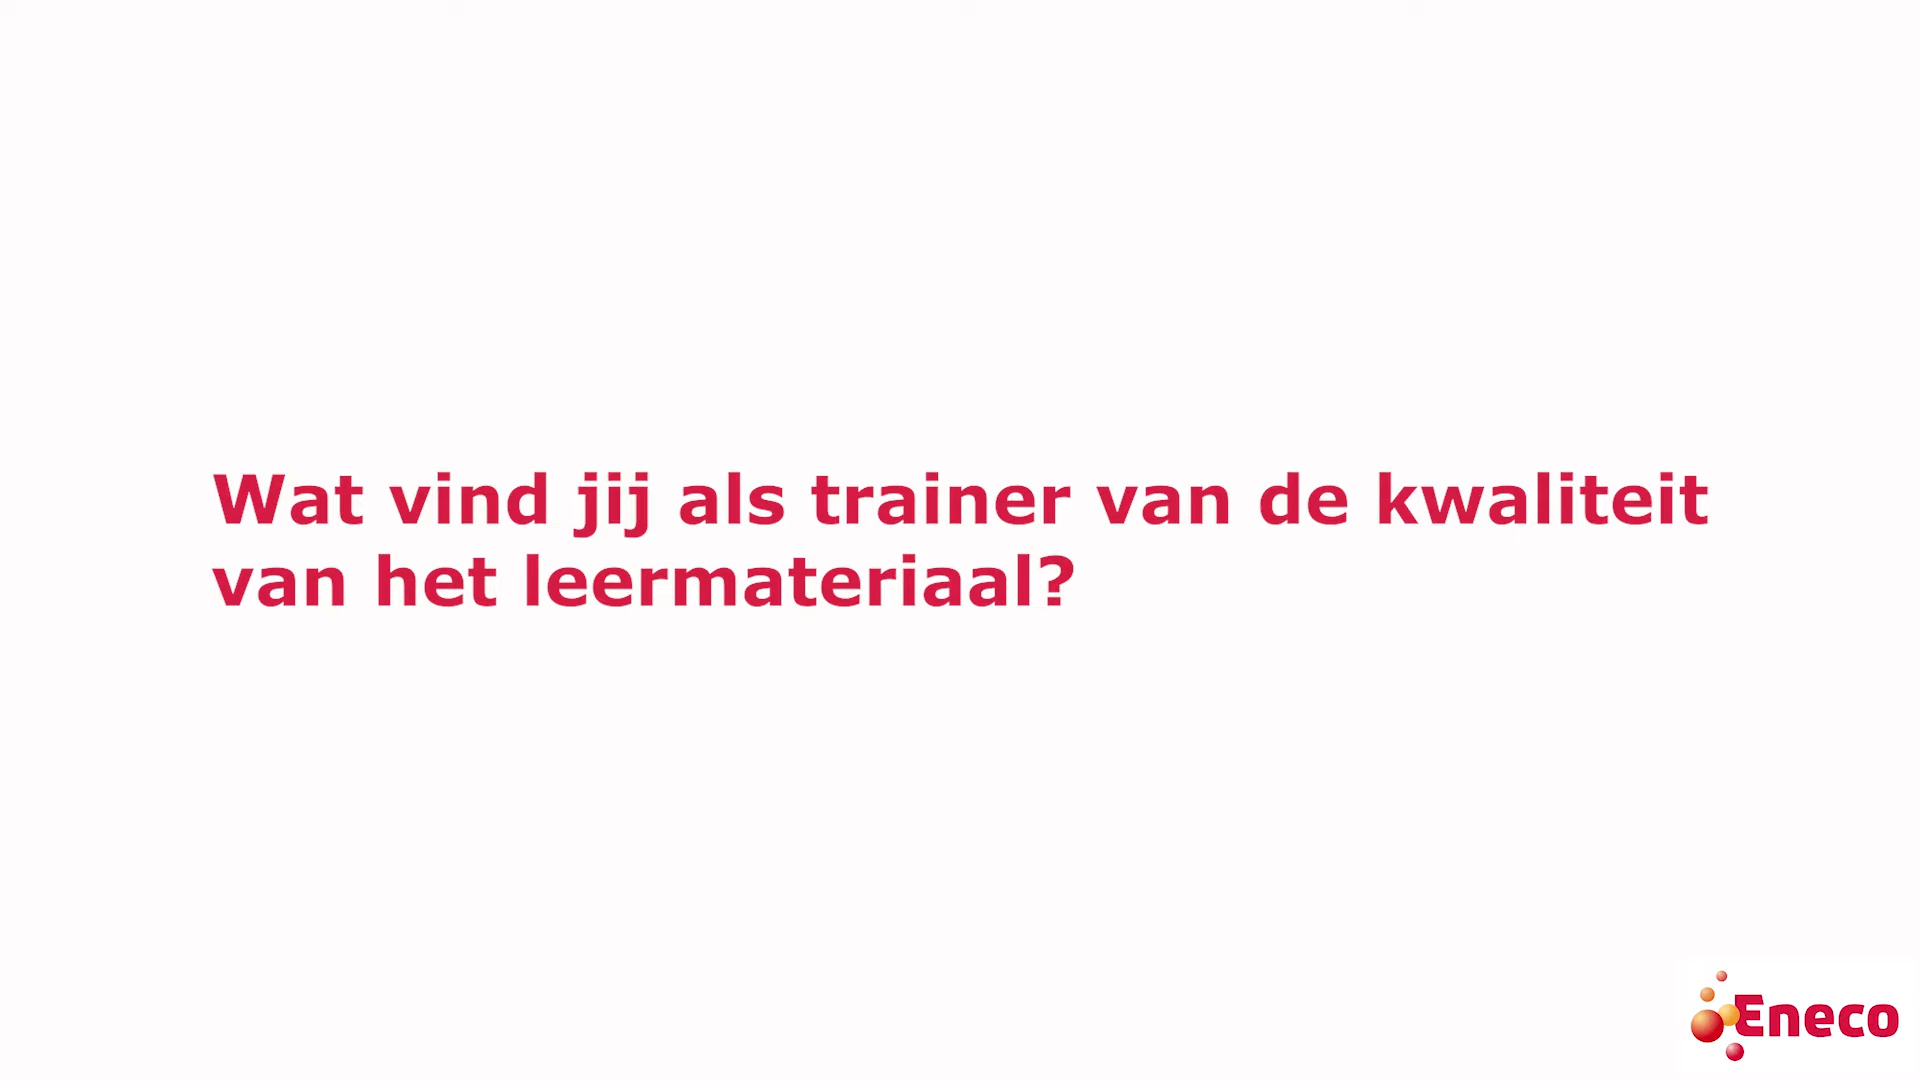 Wat vind jij als trainer van de kwaliteit
van het leermateriaal?
Eneco